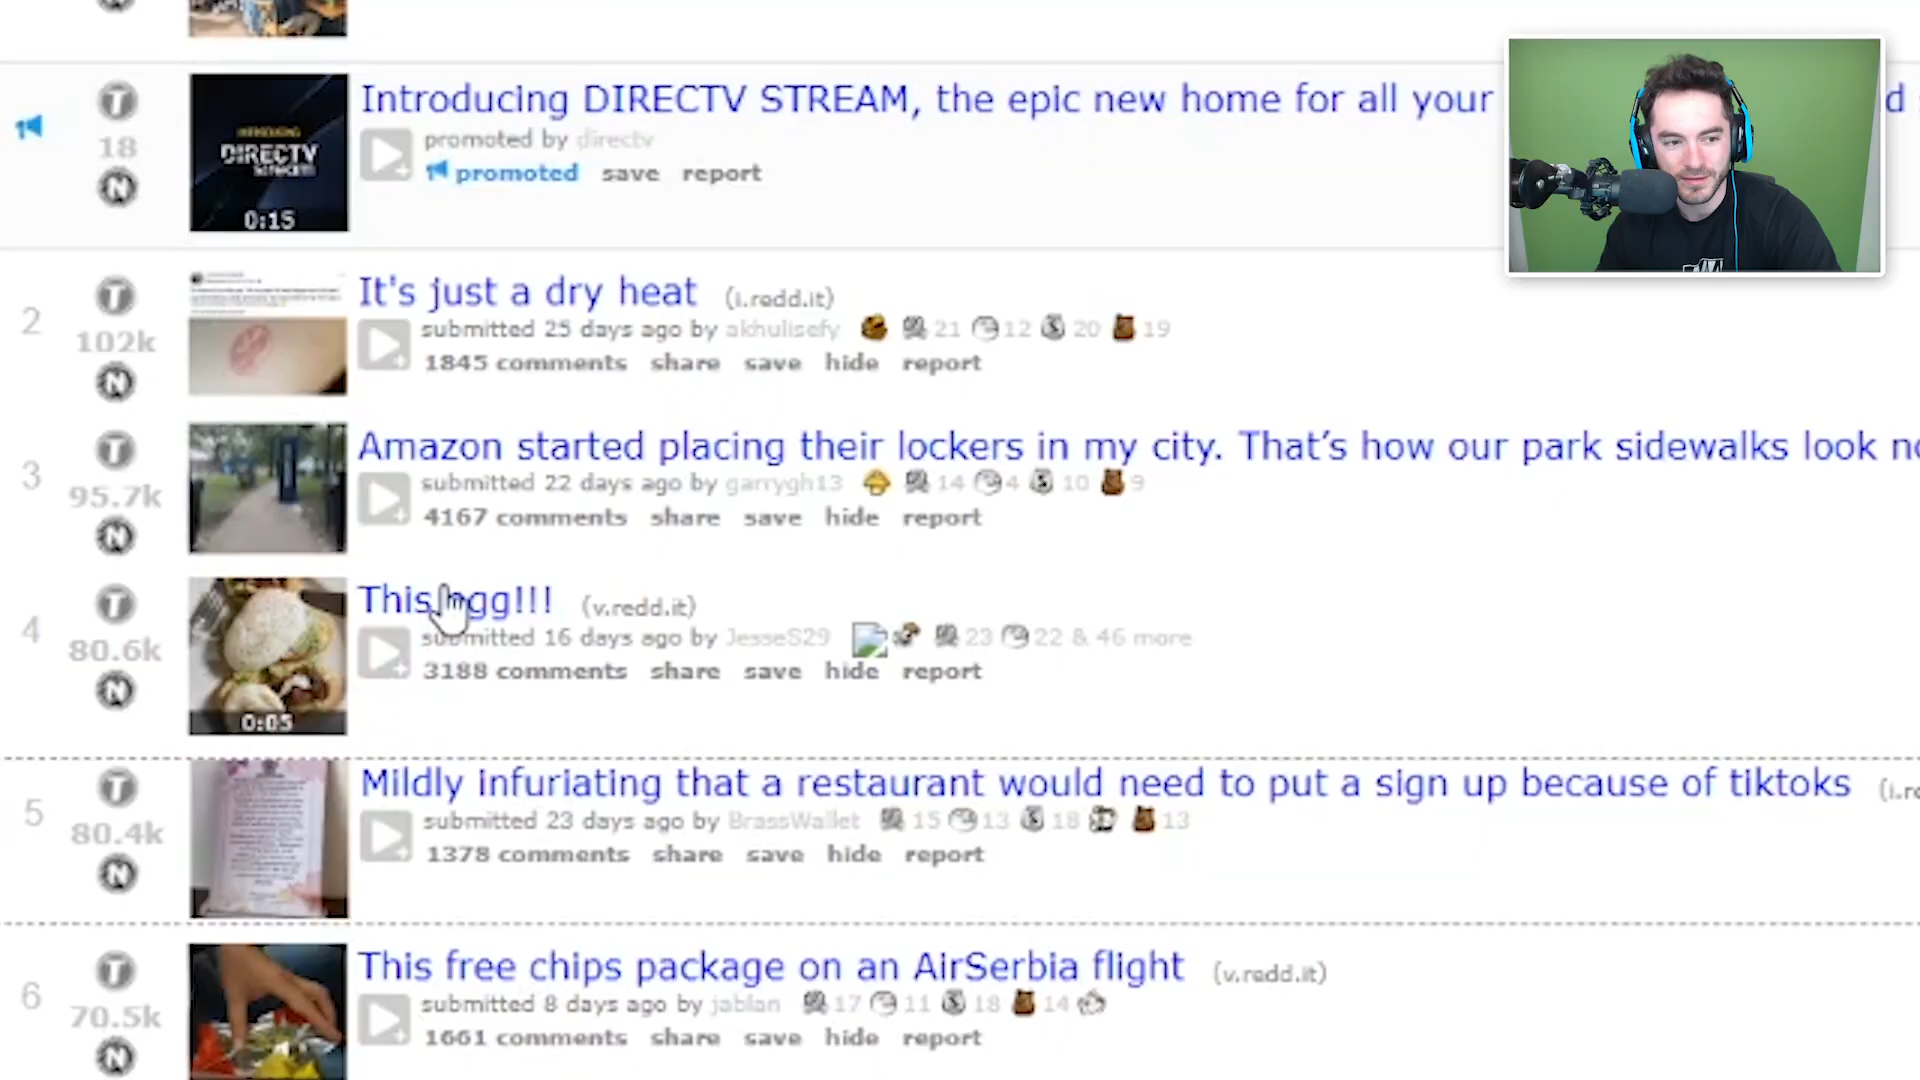 Introducing DIRECTV STREAM, the epic new home for all your d
promoted by directv
promoted save report
T
18
N
INTRODUCING
DIRECTV
STREAM
0:15
2
T
102k
N
It's just a dry heat (i.redd.it)
submitted 25 days ago by akhulisefy 21 12 20 19
1845 comments share save hide report
3
T
95.7k
N
Amazon started placing their lockers in my city. That’s how our park sidewalks look no
submitted 22 days ago by garrygh13 14 4 10 9
4167 comments share save hide report
4
T
80.6k
N
0:05
This gg!!! (v.redd.it)
submitted 16 days ago by JesseS29 23 22 & 46 more
3188 comments share save hide report
5
T
80.4k
N
Mildly infuriating that a restaurant would need to put a sign up because of tiktoks (i.re
submitted 23 days ago by BrassWallet 15 13 18 13
1378 comments share save hide report
6
T
70.5k
N
This free chips package on an AirSerbia flight (v.redd.it)
submitted 8 days ago by jablan 17 11 18 14
1661 comments share save hide report